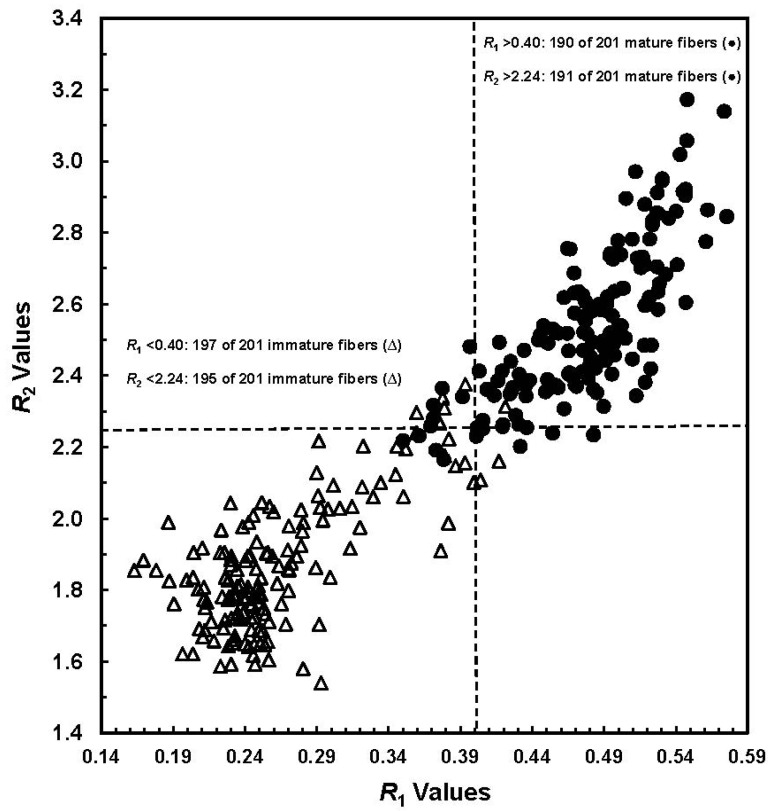 3.4
R1 >0.40: 190 of 201 mature fibers (●)
R2 >2.24: 191 of 201 mature fibers (●)
3.2
3.0
2.8
2.6
R1 <0.40: 197 of 201 immature fibers (Δ)
R2 <2.24: 195 of 201 immature fibers (Δ)
2.4
R2 Values
2.2
2.0
1.8
1.6
1.4
0.14 0.19 0.24 0.29 0.34 0.39 0.44 0.49 0.54 0.59
R1 Values